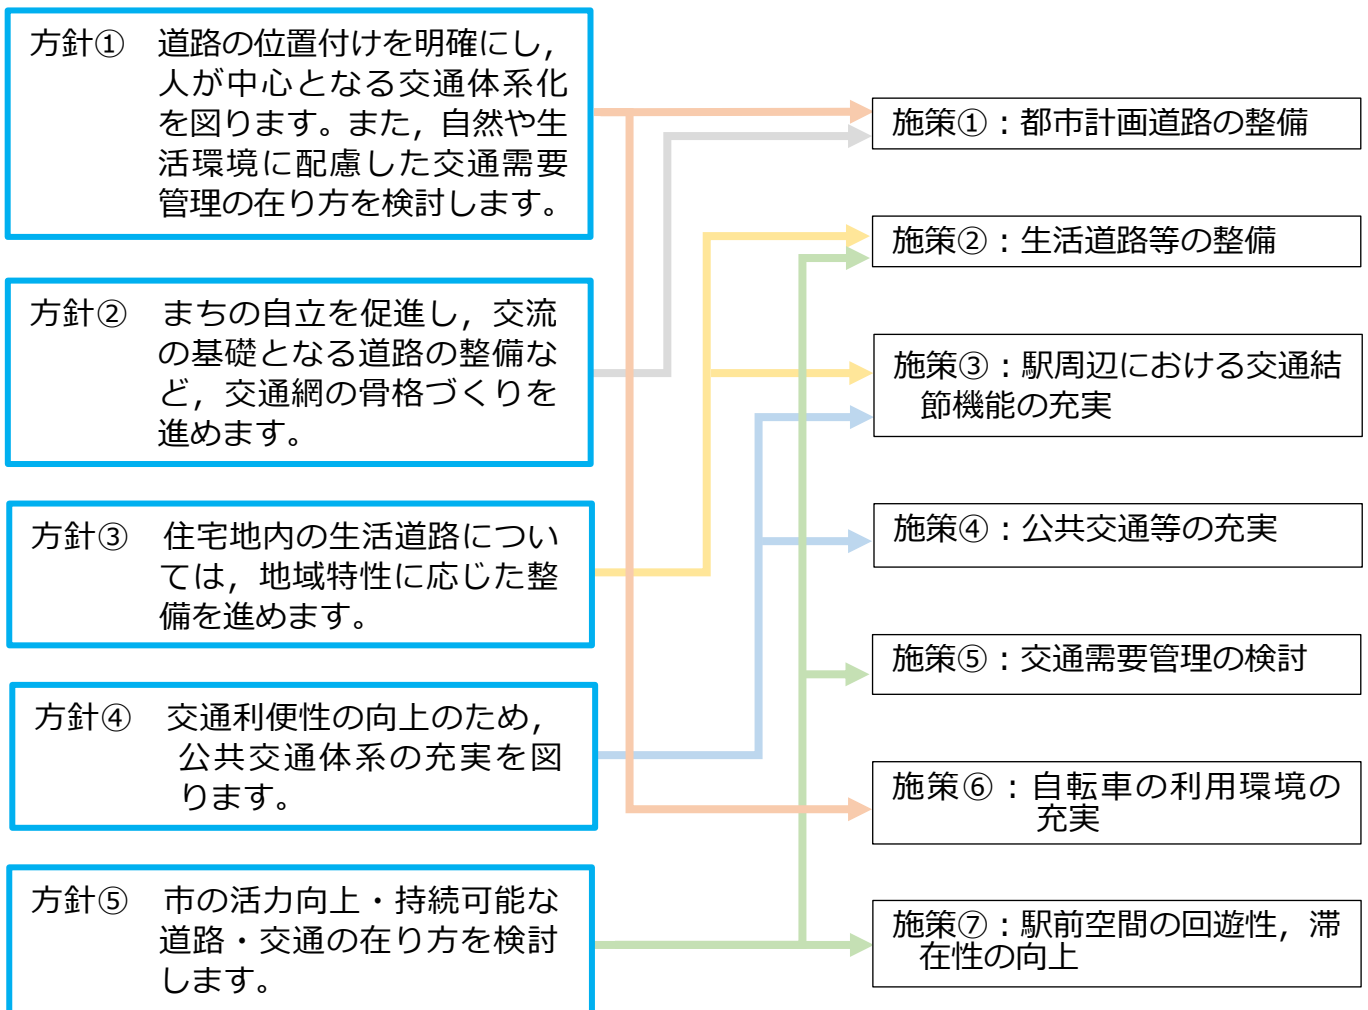 方針① 道路の位置付けを明確にし，
人が中心となる交通体系化
を図ります。また，自然や生
活環境に配慮した交通需要
管理の在り方を検討します。
方針② まちの自立を促進し，交流
の基礎となる道路の整備な
ど，交通網の骨格づくりを
進めます。
方針③ 住宅地内の生活道路につい
ては，地域特性に応じた整
備を進めます。
方針④ 交通利便性の向上のため，
公共交通体系の充実を図
ります。
方針⑤ 市の活力向上・持続可能な
道路・交通の在り方を検討
します。
施策①：都市計画道路の整備
施策②：生活道路等の整備
施策③：駅周辺における交通結
節機能の充実
施策④：公共交通等の充実
施策⑤：交通需要管理の検討
施策⑥：自転車の利用環境の
充実
施策⑦：駅前空間の回遊性，滞
在性の向上